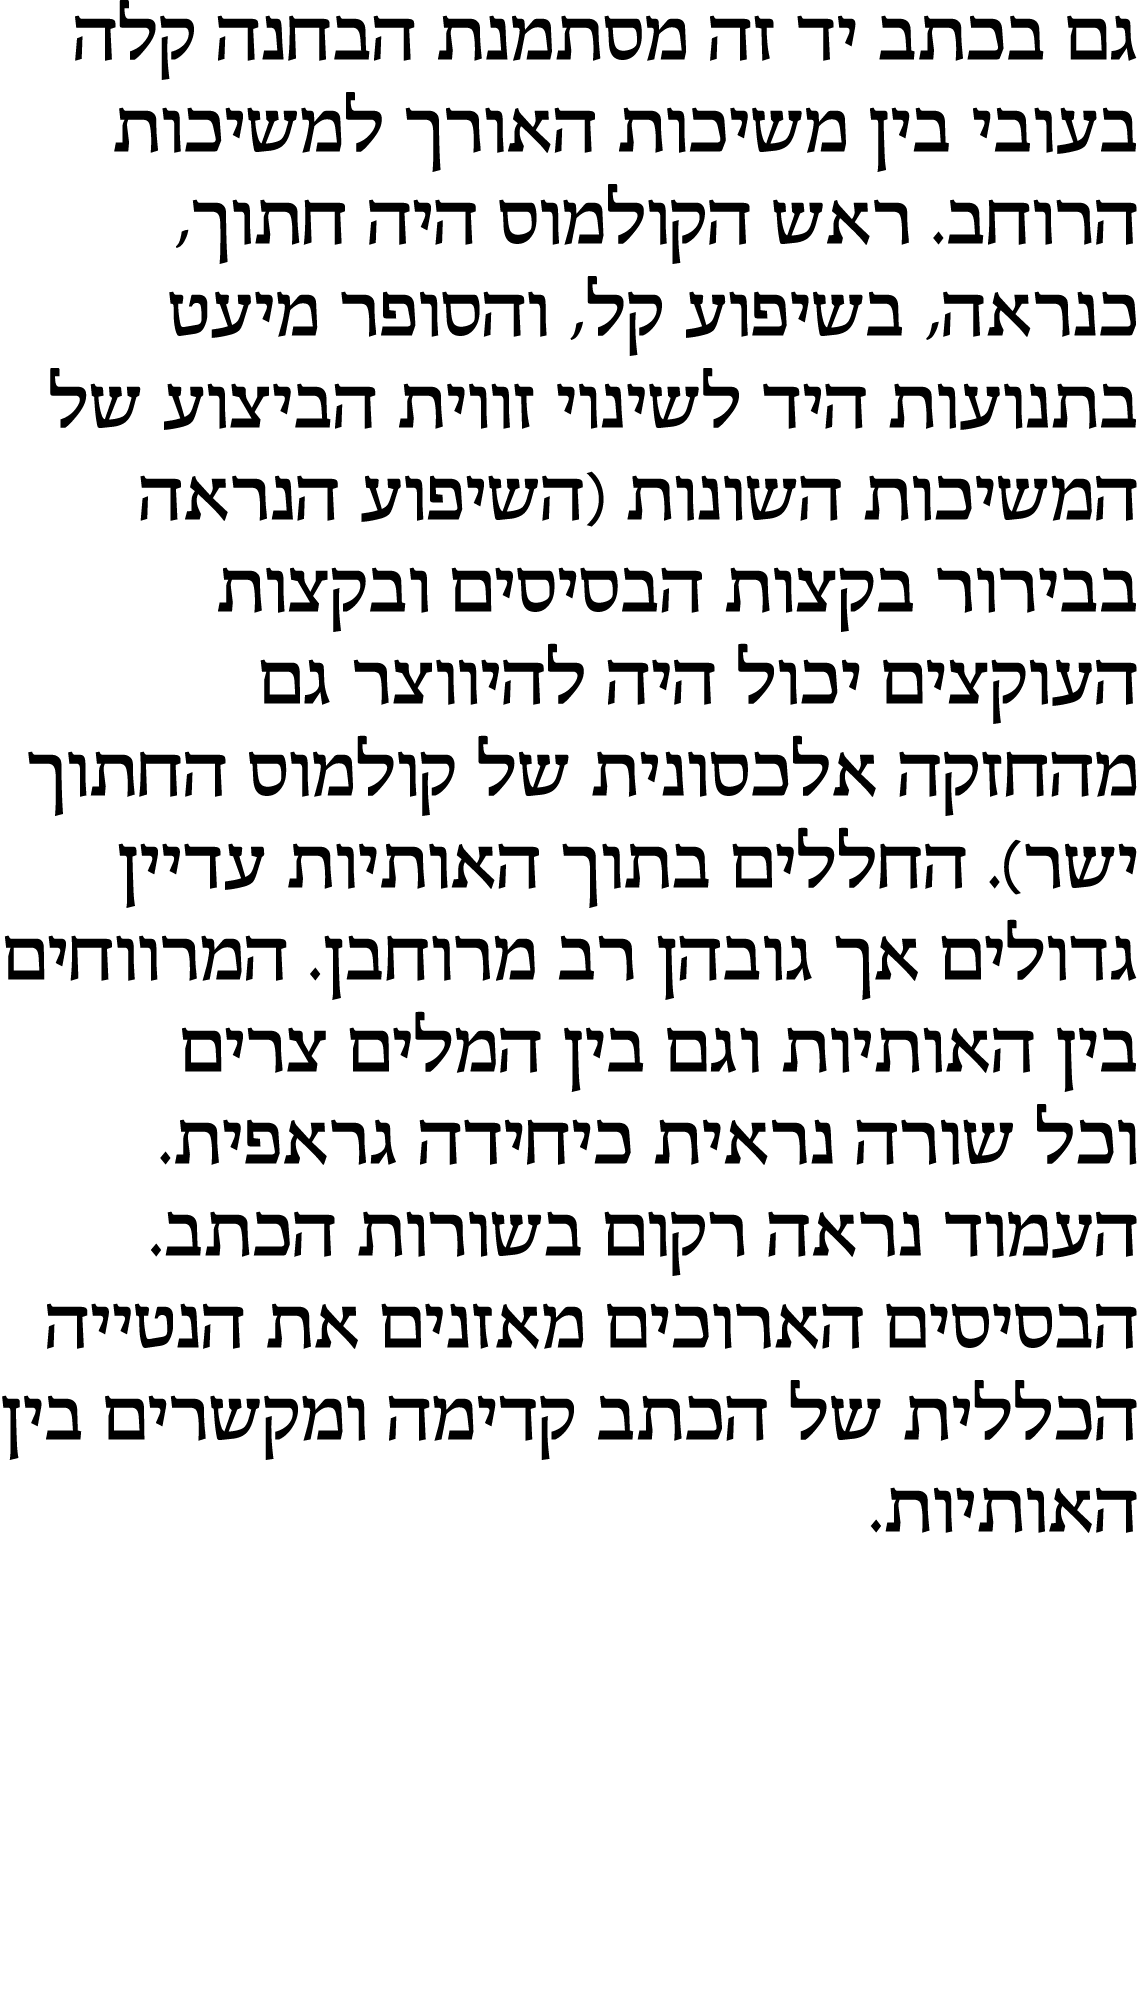 גם בכתב יד זה מסתמנת הבחנה קלה
בעובי בין משיכות האורך למשיכות
הרוחב. ראש הקולמוס היה חתוך,
כנראה, בשיפוע קל, והסופר מיעט
בתנועות היד לשינוי זווית הביצוע של
המשיכות השונות (השיפוע הנראה
בבירור בקצות הבסיסים ובקצות
העוקצים יכול היה להיווצר גם
מהחזקה אלכסונית של קולמוס החתוך
ישר). החללים בתוך האותיות עדיין
גדולים אך גובהן רב מרוחבן. המרווחים
בין האותיות וגם בין המלים צרים
וכל שורה נראית כיחידה גראפית.
העמוד נראה רקום בשורות הכתב.
הבסיסים הארוכים מאזנים את הנטייה
הכללית של הכתב קדימה ומקשרים בין
האותיות.